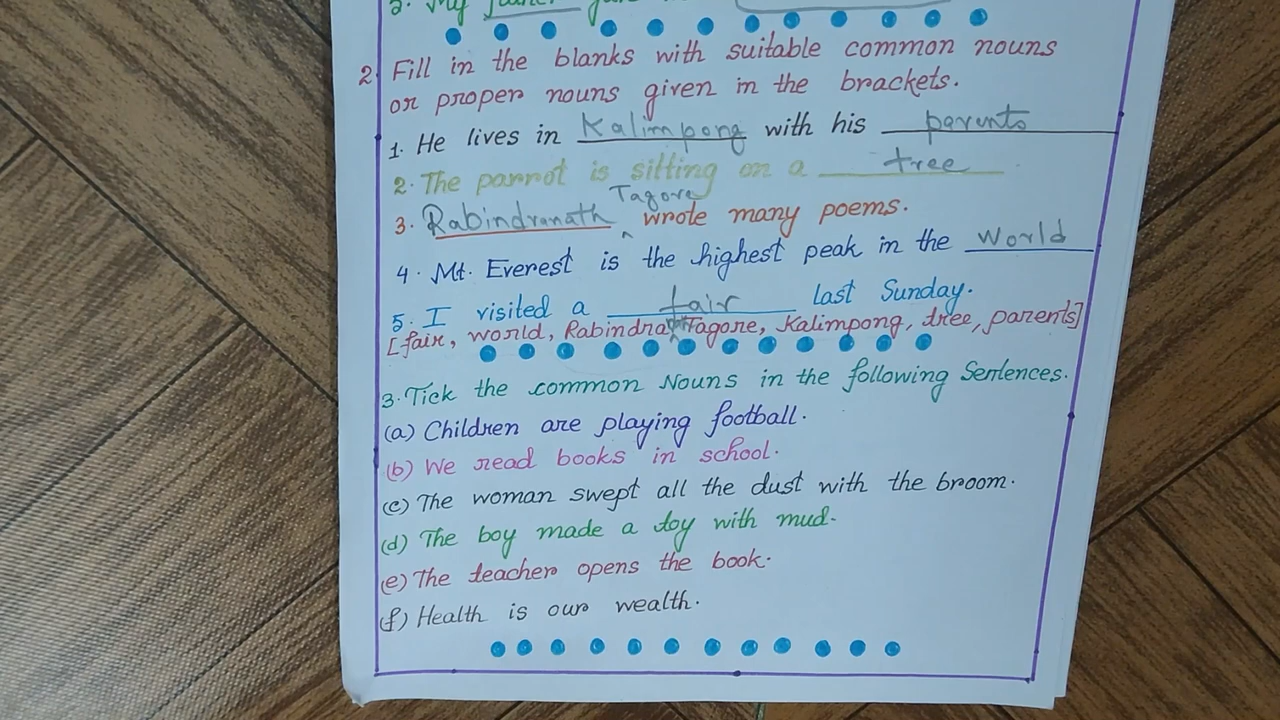 2. Fill in the blanks with suitable common nouns
or proper nouns given in the brackets.
1. He lives in Kalimpong with his parents
2. The parrot is sitting on a tree
3. Rabindranath Tagore wrote many poems.
4. Mt. Everest is the highest peak in the World
5. I visited a fair last Sunday.
[fair, world, Rabindra Tagore, Kalimpong, tree, parents]
3. Tick the common Nouns in the following Sentences.
(a) Children are playing football.
(b) We read books in school.
(c) The woman swept all the dust with the broom.
(d) The boy made a toy with mud.
(e) The teacher opens the book.
(f) Health is our wealth.